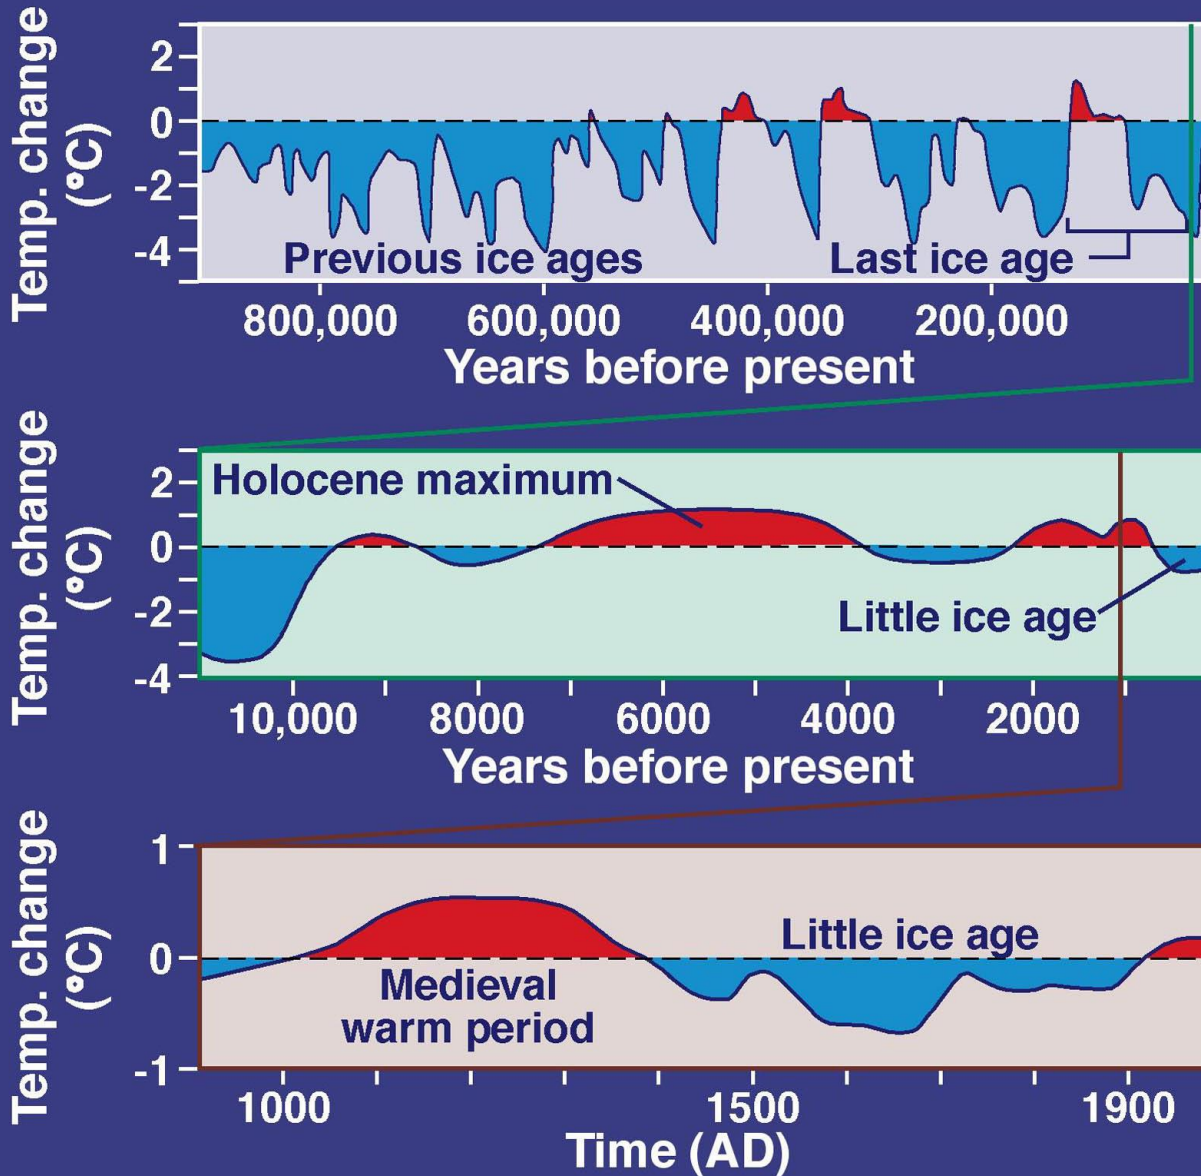 Temp. change
(°C)
2
0
-2
-4
Previous ice ages
Last ice age
800,000
600,000
400,000
200,000
Years before present
Temp. change
(°C)
2
0
-2
-4
Holocene maximum
Little ice age
10,000
8000
6000
4000
2000
Years before present
Temp. change
(°C)
1
0
-1
Medieval
warm period
Little ice age
1000
1500
1900
Time (AD)